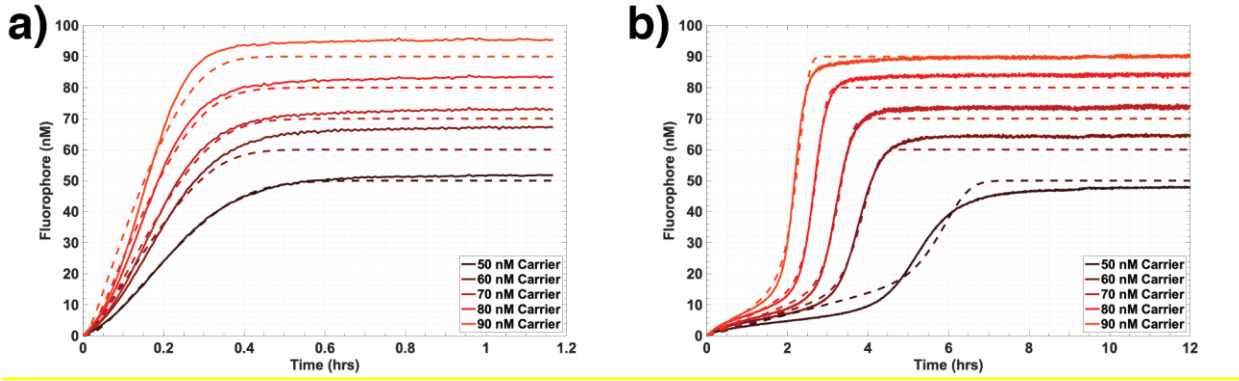 a)
100
90
80
70
60
50
40
30
20
10
0
Fluorophore (nM)
50 nM Carrier
60 nM Carrier
70 nM Carrier
80 nM Carrier
90 nM Carrier
0 0.2 0.4 0.6 0.8 1 1.2
Time (hrs)
b)
100
90
80
70
60
50
40
30
20
10
0
Fluorophore (nM)
50 nM Carrier
60 nM Carrier
70 nM Carrier
80 nM Carrier
90 nM Carrier
0 2 4 6 8 10 12
Time (hrs)